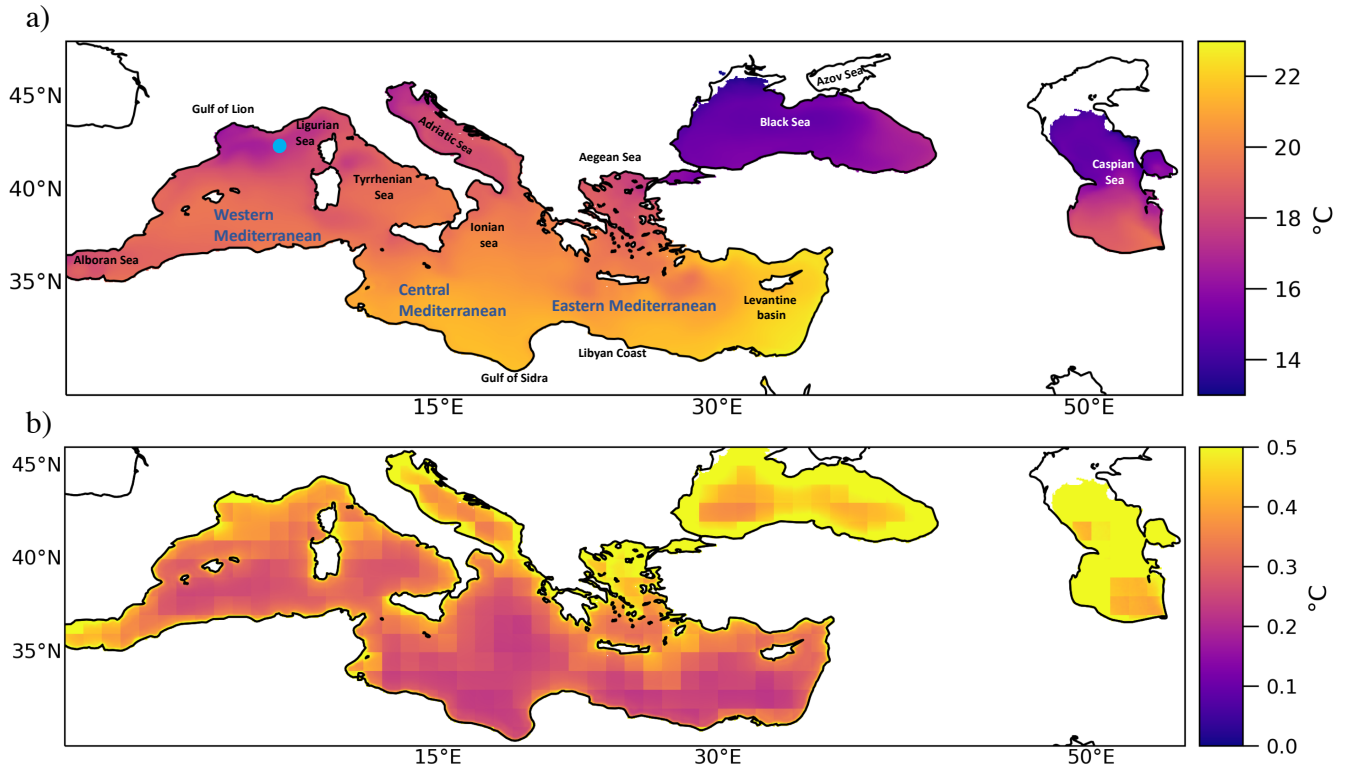 a)
45°N
40°N
35°N
Gulf of Lion
Ligurian
Sea
Adriatic Sea
Azov Sea
Black Sea
Aegean Sea
Caspian
Sea
Tyrrhenian
Sea
Western
Mediterranean
Ionian
sea
Alboran Sea
Central
Mediterranean
Eastern Mediterranean
Levantine
basin
Libyan Coast
Gulf of Sidra
15°E
30°E
50°E
22
20
18
16
14
°C
b)
45°N
40°N
35°N
15°E
30°E
50°E
0.5
0.4
0.3
0.2
0.1
0.0
°C